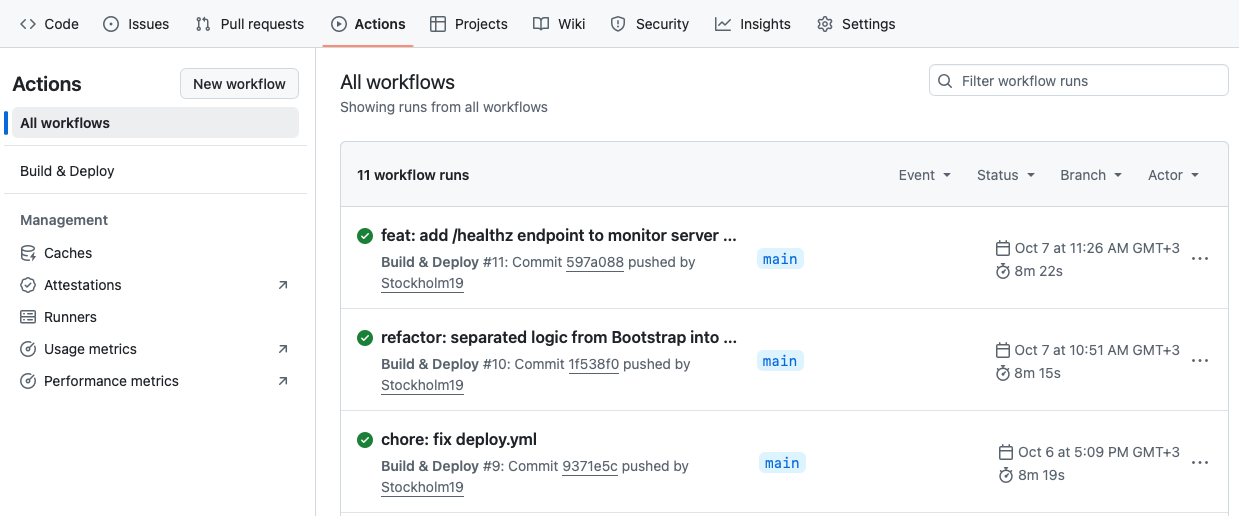 Code Issues Pull requests Actions Projects Wiki Security Insights Settings
Actions
New workflow
All workflows
Build & Deploy
Management
Caches
Attestations
Runners
Usage metrics
Performance metrics
All workflows
Showing runs from all workflows
Filter workflow runs
11 workflow runs
Event Status Branch Actor
feat: add /healthz endpoint to monitor server ...
Build & Deploy #11: Commit 597a088 pushed by
Stockholm19
main
Oct 7 at 11:26 AM GMT+3
8m 22s
refactor: separated logic from Bootstrap into ...
Build & Deploy #10: Commit 1f538f0 pushed by
Stockholm19
main
Oct 7 at 10:51 AM GMT+3
8m 15s
chore: fix deploy.yml
Build & Deploy #9: Commit 9371e5c pushed by
Stockholm19
main
Oct 6 at 5:09 PM GMT+3
8m 19s